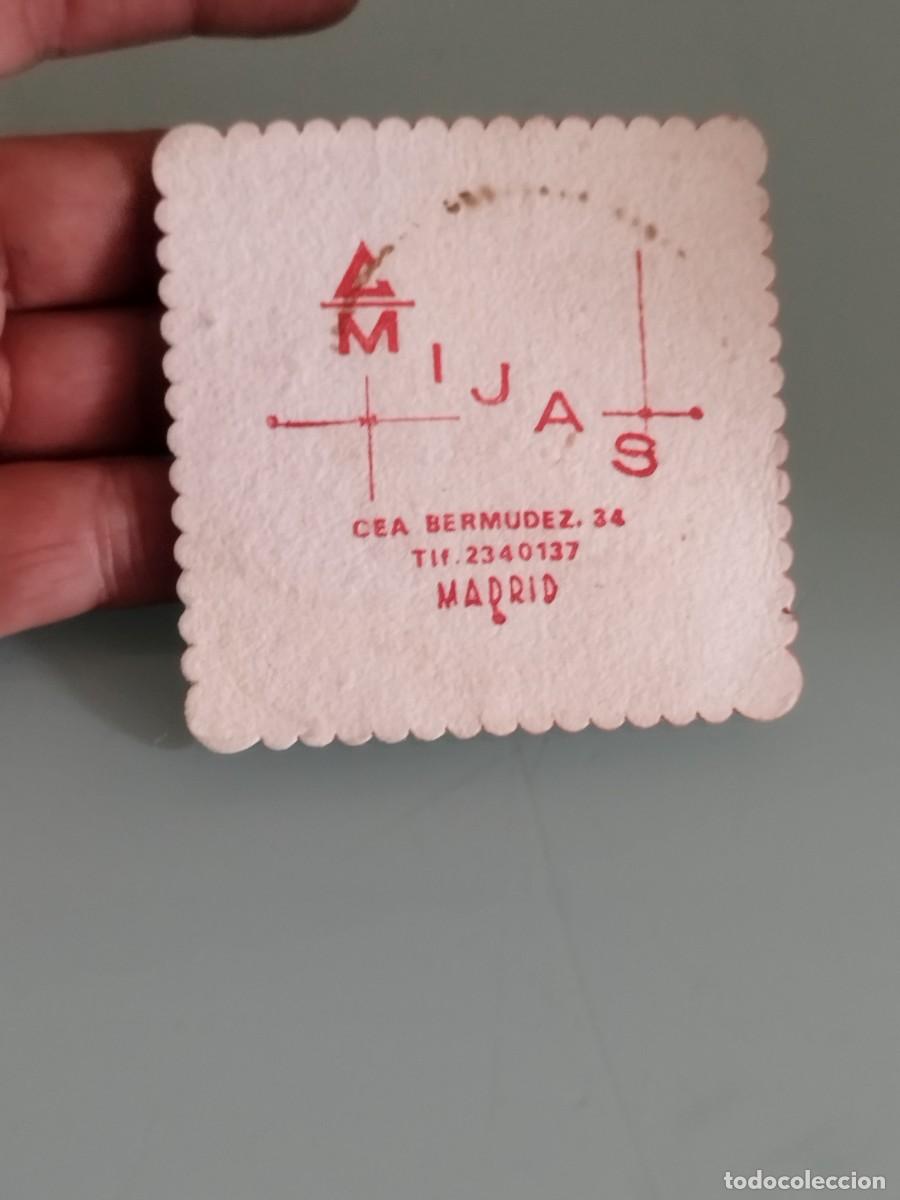 MIJAS
CEA BERMUDEZ. 34
Tlf. 2340137
MADRID
todocoleccion